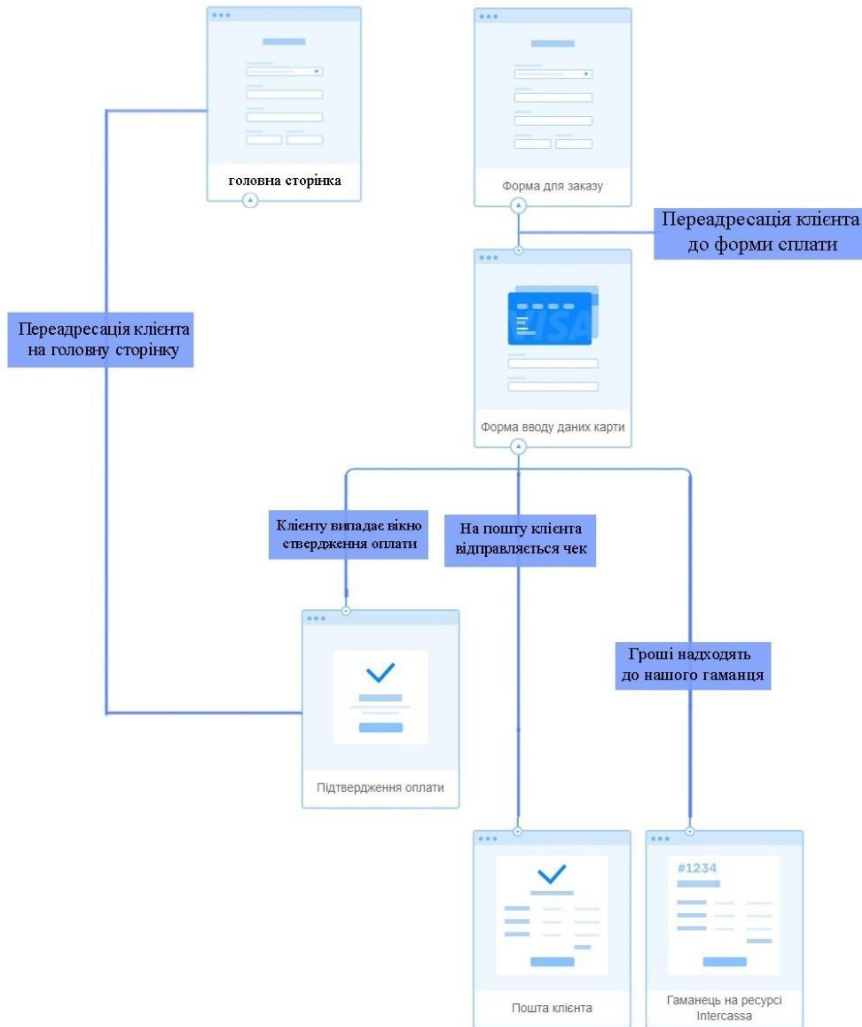 головна сторінка
Форма для заказу
Переадресація клієнта
до форми сплати
VISA
Переадресація клієнта
на головну сторінку
Форма вводу даних карти
Клієнту випадає вікно
ствердження оплати
На пошту клієнта
відправляється чек
Гроші надходять
до нашого гаманця
Підтвердження оплати
#1234
Пошта клієнта
Гаманець на ресурсі
Intercassa